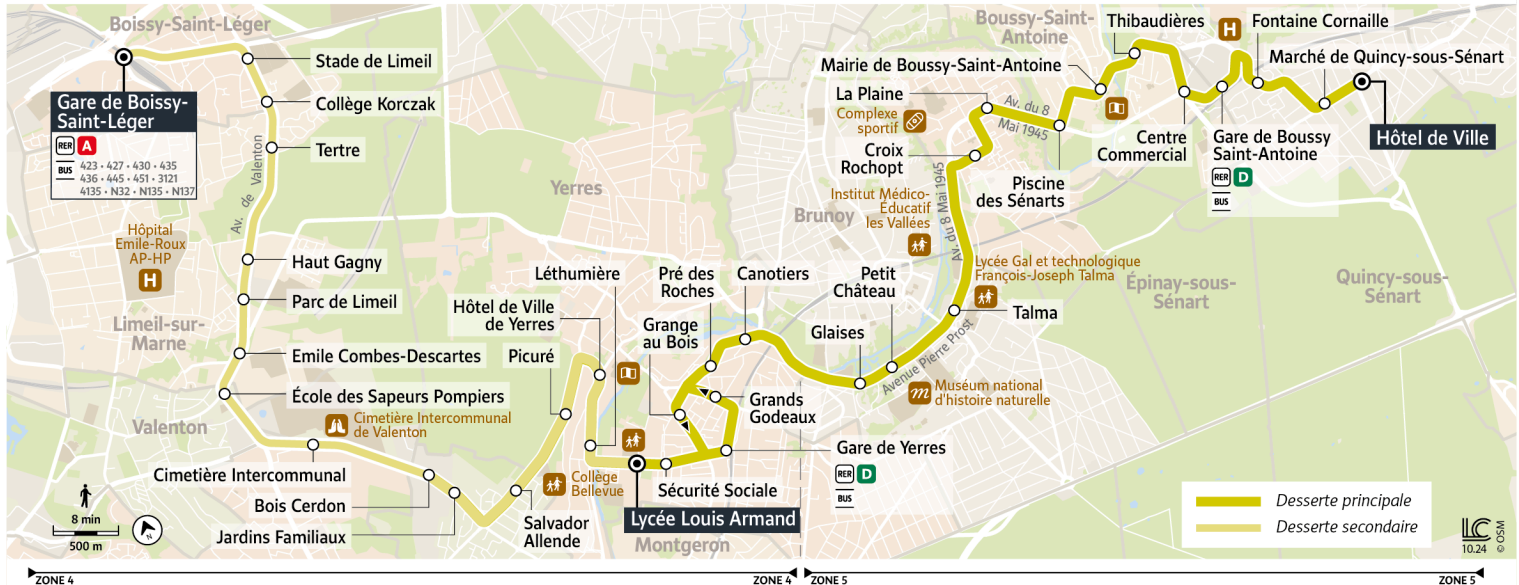 Boissy-Saint-Léger
Gare de Boissy-
Saint-Léger
RER A
BUS
423 • 427 • 430 • 435
436 • 445 • 451 • 3121
4135 • N32 • N135 • N137
Stade de Limeil
Collège Korczak
Tertre
Av. de Valenton
Hôpital
Emile-Roux
AP-HP
H
Haut Gagny
Parc de Limeil
Limeil-sur-
Marne
Emile Combes-Descartes
École des Sapeurs Pompiers
Valenton
Cimetière Intercommunal
de Valenton
Cimetière Intercommunal
Bois Cerdon
Jardins Familiaux
8 min
500 m
N
Yerres
Léthumière
Hôtel de Ville
de Yerres
Picuré
Collège
Bellevue
Salvador
Allende
Lycée Louis Armand
Montgeron
Sécurité Sociale
Pré des
Roches
Grange
au Bois
Canotiers
Grands
Godeaux
Gare de Yerres
RER D
BUS
Glaises
Petit
Château
Avenue Pierre Prost
Muséum national
d'histoire naturelle
Talma
Lycée Gal et technologique
François-Joseph Talma
Brunoy
Institut Médico-
Éducatif
les Vallées
Av. du 8 Mai 1945
Croix
Rochopt
Complexe
sportif
La Plaine
Av. du 8
Mai 1945
Piscine
des Sénarts
Mairie de Boussy-Saint-Antoine
Boussy-Saint-
Antoine
Thibaudières
H
Fontaine Cornaille
Marché de Quincy-sous-Sénart
Centre
Commercial
Gare de Boussy
Saint-Antoine
RER D
BUS
Hôtel de Ville
Épinay-sous-
Sénart
Quincy-sous-
Sénart
Desserte principale
Desserte secondaire
LC
10.24
© OSM
ZONE 4
ZONE 4
ZONE 5
ZONE 5